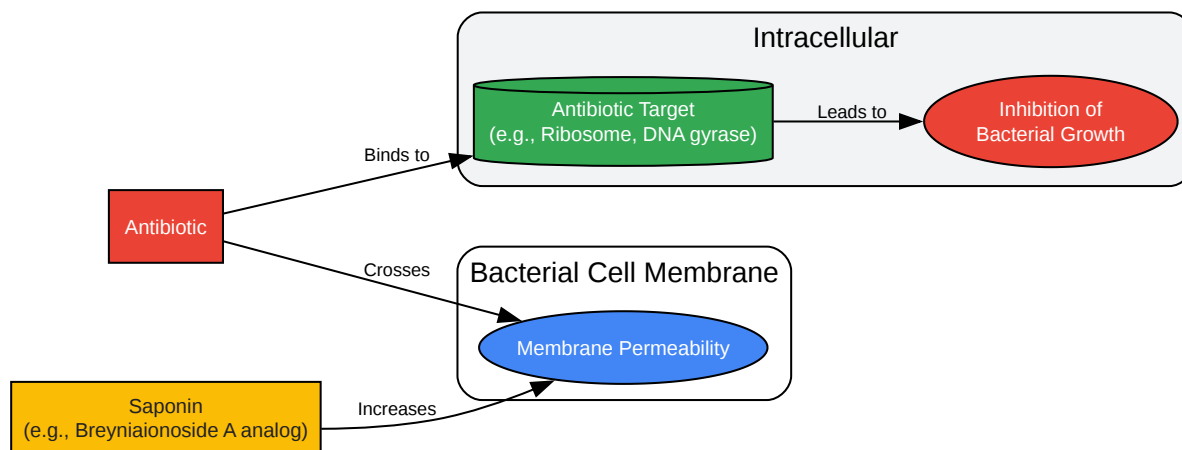 Intracellular
Antibiotic Target
(e.g., Ribosome, DNA gyrase)
Leads to
Inhibition of
Bacterial Growth
Binds to
Antibiotic
Crosses
Bacterial Cell Membrane
Membrane Permeability
Saponin
(e.g., Breyniaionoside A analog)
Increases